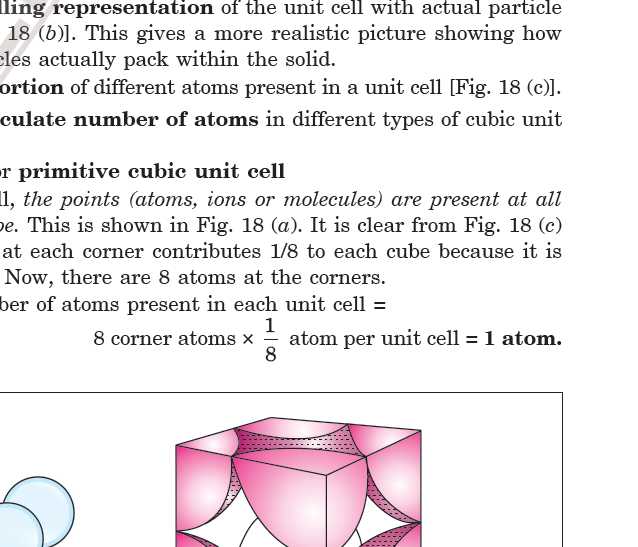 lling representation of the unit cell with actual particle
18 (b)]. This gives a more realistic picture showing how
cles actually pack within the solid.
ortion of different atoms present in a unit cell [Fig. 18 (c)].
culate number of atoms in different types of cubic unit
or primitive cubic unit cell
ll, the points (atoms, ions or molecules) are present at all
be. This is shown in Fig. 18 (a). It is clear from Fig. 18 (c)
at each corner contributes 1/8 to each cube because it is
Now, there are 8 atoms at the corners.
ber of atoms present in each unit cell =
8 corner atoms × 1/8 atom per unit cell = 1 atom.